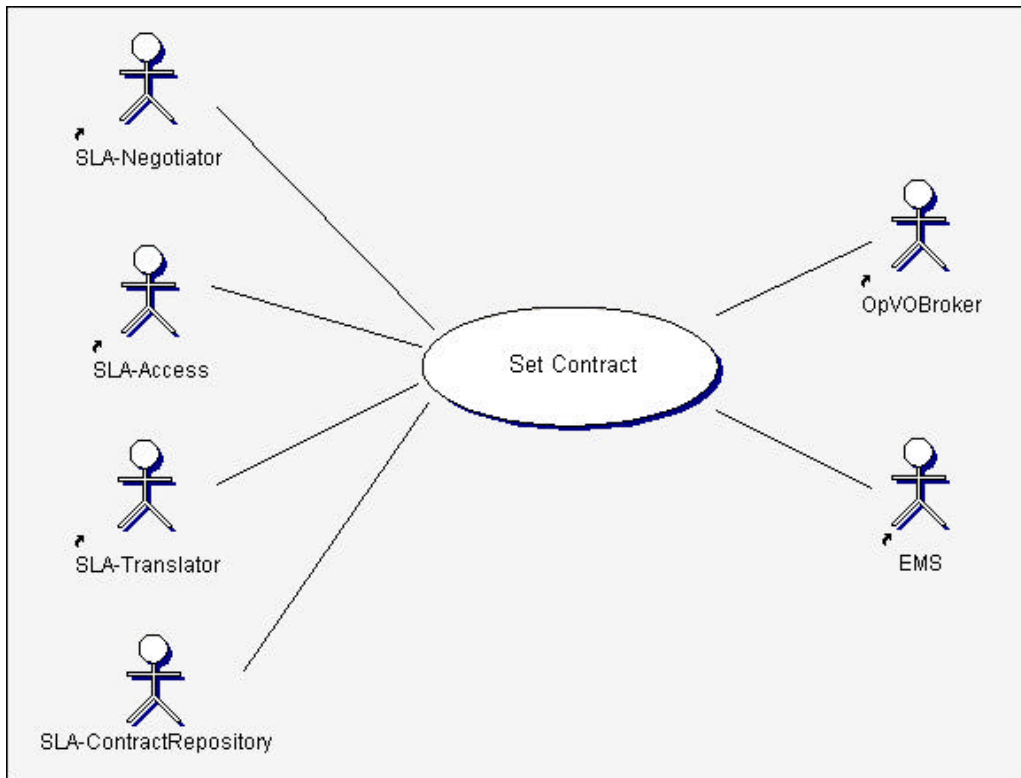 SLA-Negotiator
SLA-Access
SLA-Translator
SLA-ContractRepository
Set Contract
OpVOBroker
EMS